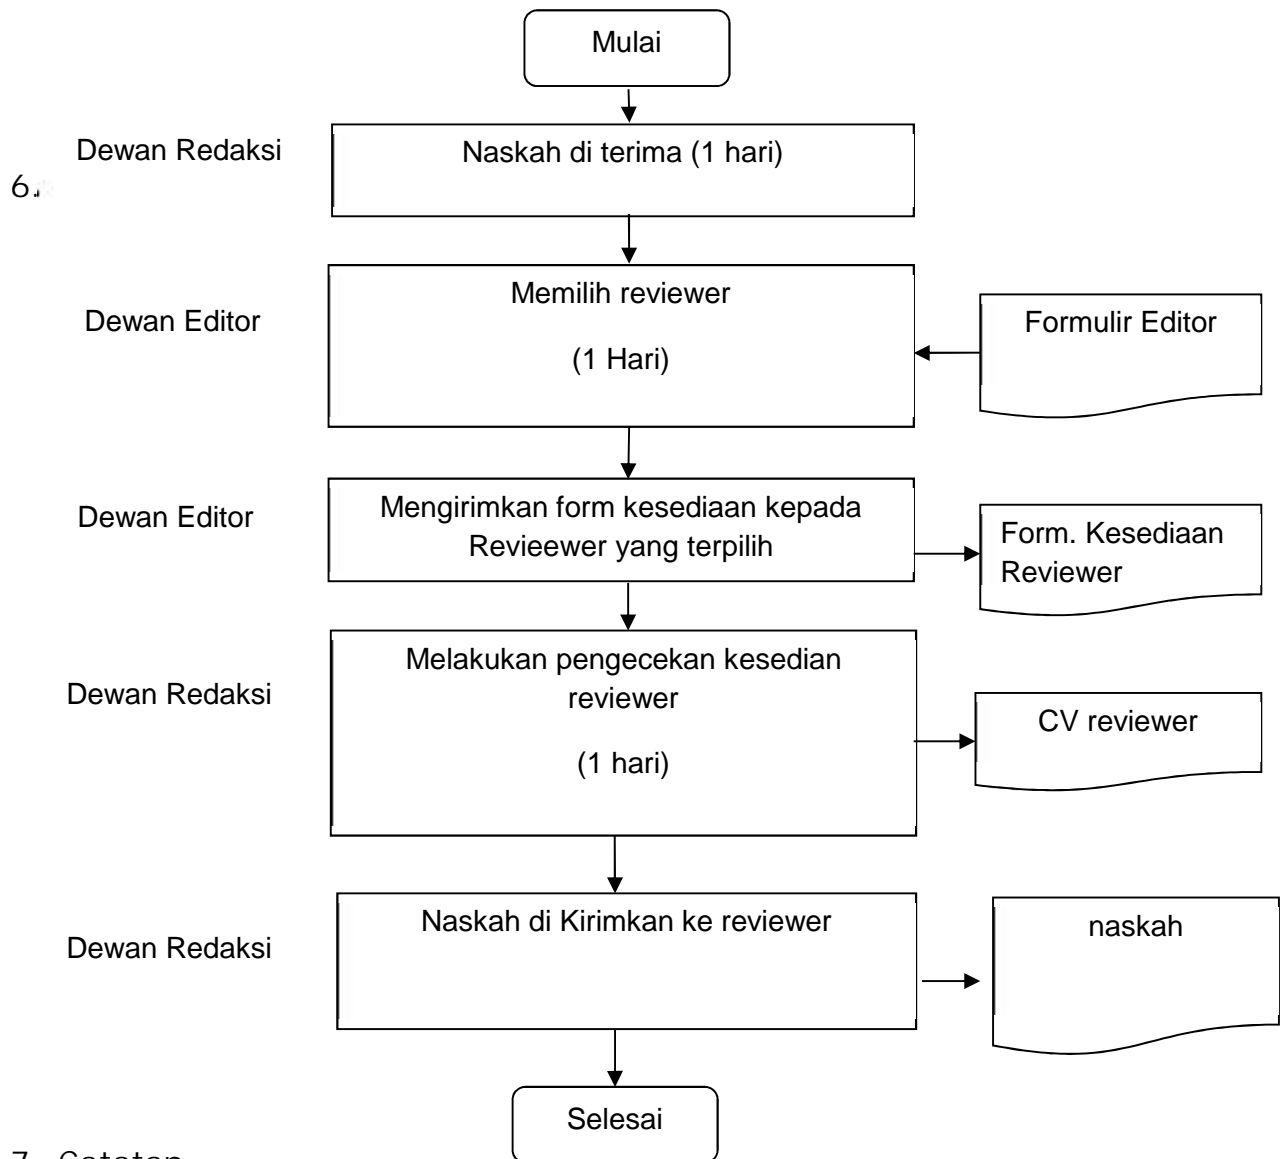 Mulai
Dewan Redaksi
Naskah di terima (1 hari)
6.
Memilih reviewer
Dewan Editor
Formulir Editor
(1 Hari)
Dewan Editor
Mengirimkan form kesediaan kepada
Revieewer yang terpilih
Form. Kesediaan
Reviewer
Dewan Redaksi
Melakukan pengecekan kesedian
reviewer
(1 hari)
CV reviewer
Dewan Redaksi
Naskah di Kirimkan ke reviewer
naskah
Selesai
7. Catatan